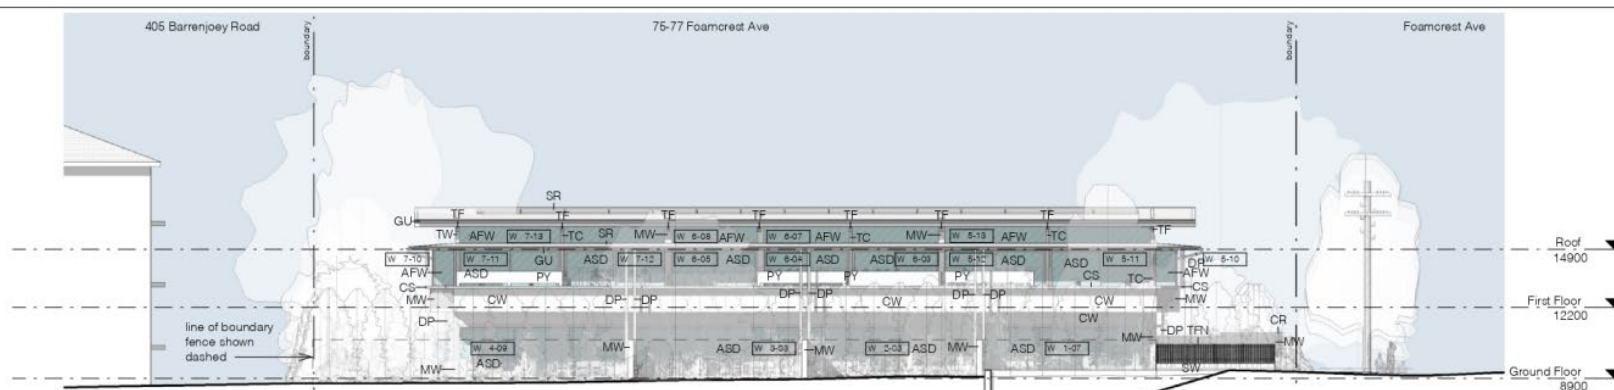 405 Barrenjoey Road
75-77 Foamcrest Ave
Foamcrest Ave
boundary
boundary
SR
GU TF TF TF TF TF TF TF TF
TW AFW W 7-13 TC SR MW W 6-08 AFW W 6-07 AFW TC MW W 5-13 AFW TC
Roof
14900
W 7-10 W 7-11 GU ASD W 7-12 W 6-05 ASD W 6-04 ASD ASD W 6-03 ASD ASD W 5-11 DP W 5-10
AFW ASD PY PY PY PY CS TC AFW
CS CS
MW CW DP DP DP DP CW DP DP CW MW
First Floor
12200
DP CW
line of boundary
fence shown
dashed
MW DP TFN CR
MW
W 4-09 MW ASD W 3-03 MW W 2-03 ASD MW ASD W 1-07
MW ASD
SW
Ground Floor
8900